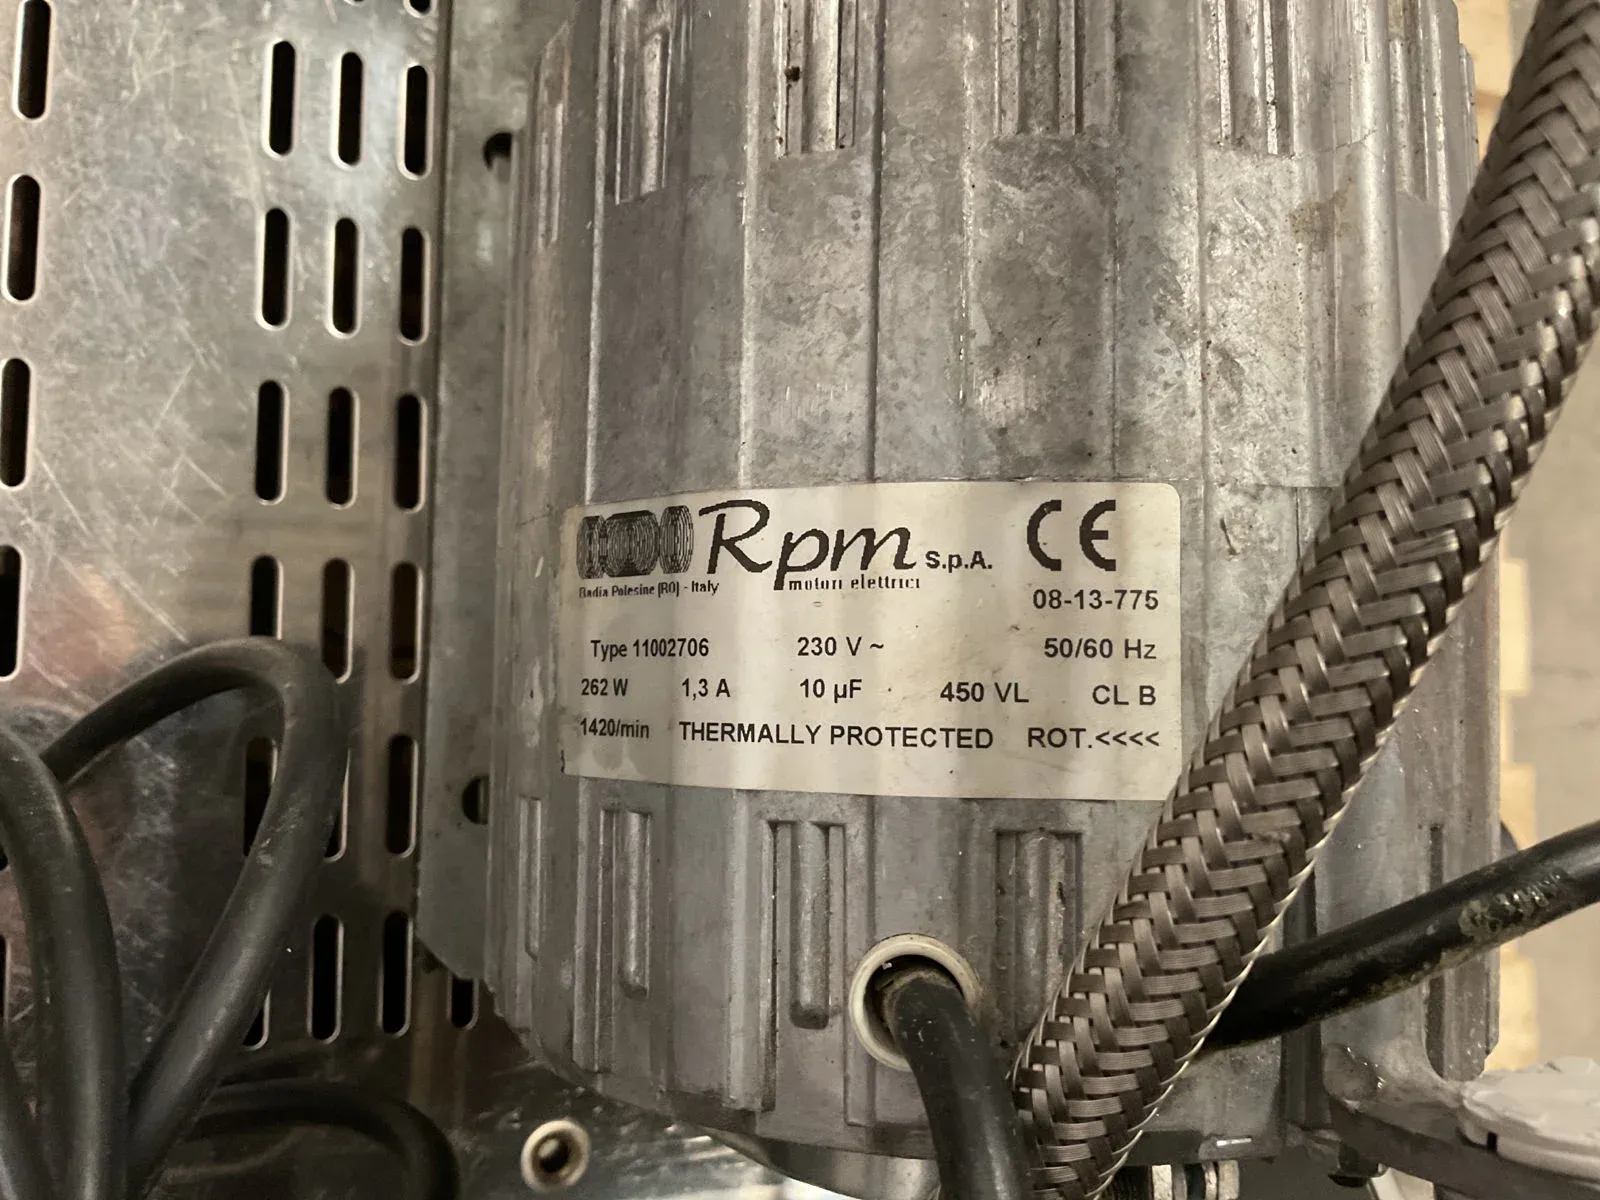 Rpm S.p.A. CE
Badia Polesine (RO) - Italy motori elettrici
08-13-775
Type 11002706 230 V ~ 50/60 Hz
262 W 1,3 A 10 µF 450 VL CL B
1420/min THERMALLY PROTECTED ROT.<<<<